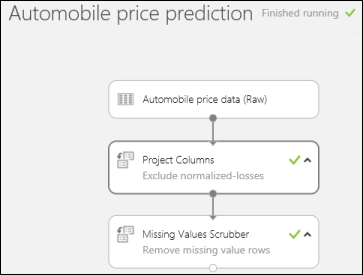 Automobile price prediction Finished running
Automobile price data (Raw)
Project Columns
Exclude normalized-losses
Missing Values Scrubber
Remove missing value rows